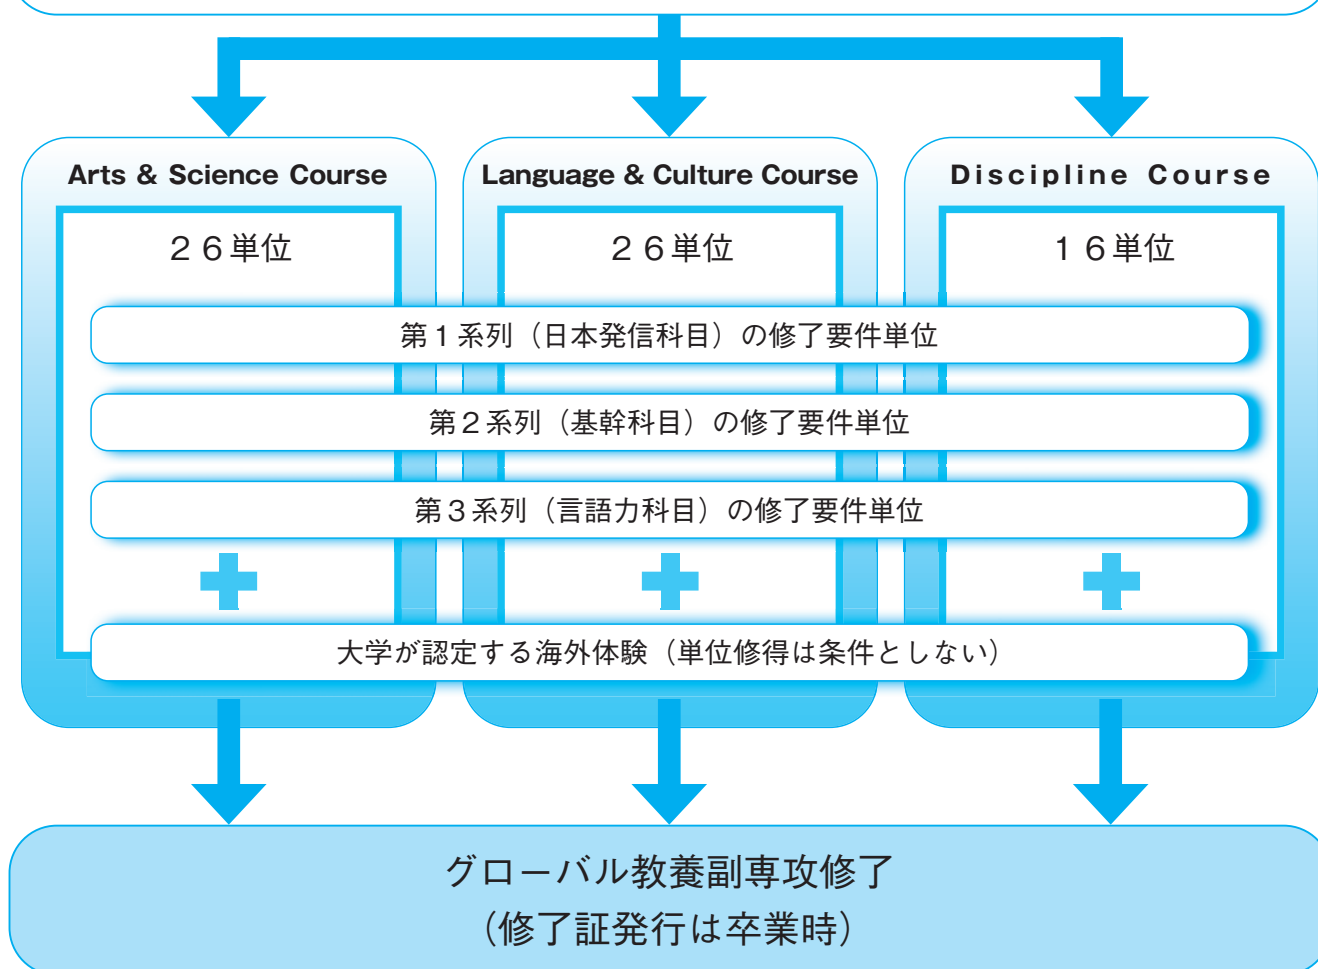 Arts & Science Course
Language & Culture Course
Discipline Course
２６単位
２６単位
１６単位
第１系列（日本発信科目）の修了要件単位
第２系列（基幹科目）の修了要件単位
第３系列（言語力科目）の修了要件単位
大学が認定する海外体験（単位修得は条件としない）
グローバル教養副専攻修了
（修了証発行は卒業時）